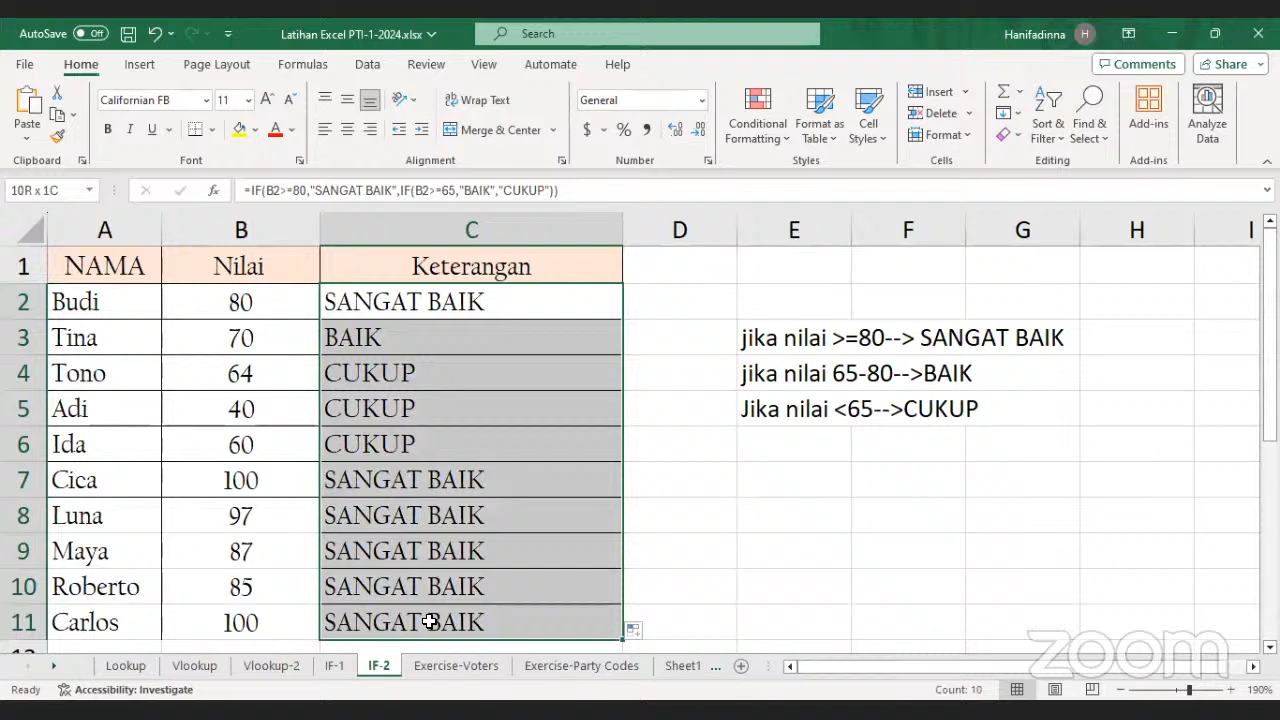 AutoSave Off Latihan Excel PTI-1-2024.xlsx Search Hanifadinna H
File Home Insert Page Layout Formulas Data Review View Automate Help Comments Share
Paste Californian FB 11 A A Wrap Text General Conditional Formatting Format as Table Cell Styles Insert Delete Format Sort & Filter Find & Select Add-ins Analyze Data
B I U A Merge & Center $ % ,
Clipboard Font Alignment Number Styles Cells Editing Add-ins
10R x 1C fx =IF(B2>=80,"SANGAT BAIK",IF(B2>=65,"BAIK","CUKUP"))
A B C D E F G H I
1 NAMA Nilai Keterangan
2 Budi 80 SANGAT BAIK
3 Tina 70 BAIK jika nilai >=80--> SANGAT BAIK
4 Tono 64 CUKUP jika nilai 65-80-->BAIK
5 Adi 40 CUKUP Jika nilai <65-->CUKUP
6 Ida 60 CUKUP
7 Cica 100 SANGAT BAIK
8 Luna 97 SANGAT BAIK
9 Maya 87 SANGAT BAIK
10 Roberto 85 SANGAT BAIK
11 Carlos 100 SANGAT BAIK
zoom
Lookup Vlookup Vlookup-2 IF-1 IF-2 Exercise-Voters Exercise-Party Codes Sheet1 ...
Ready Accessibility: Investigate Count: 10 190%